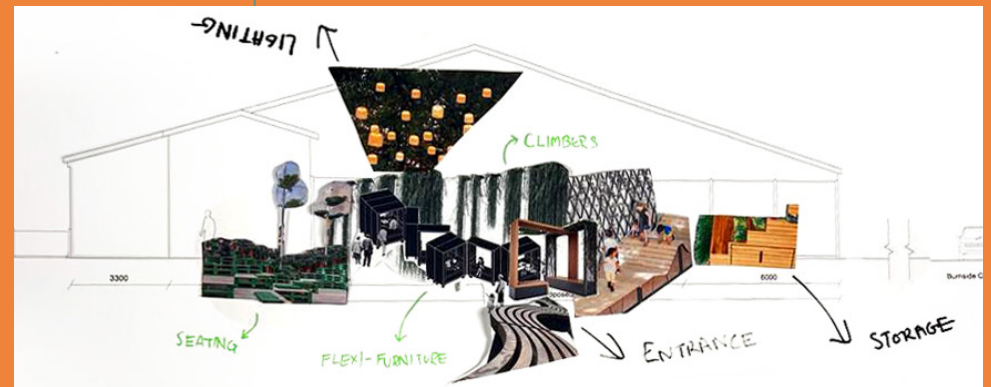 LIGHTING
CLIMBERS
3300
6000
SEATING
FLEXI-FURNITURE
ENTRANCE
STORAGE